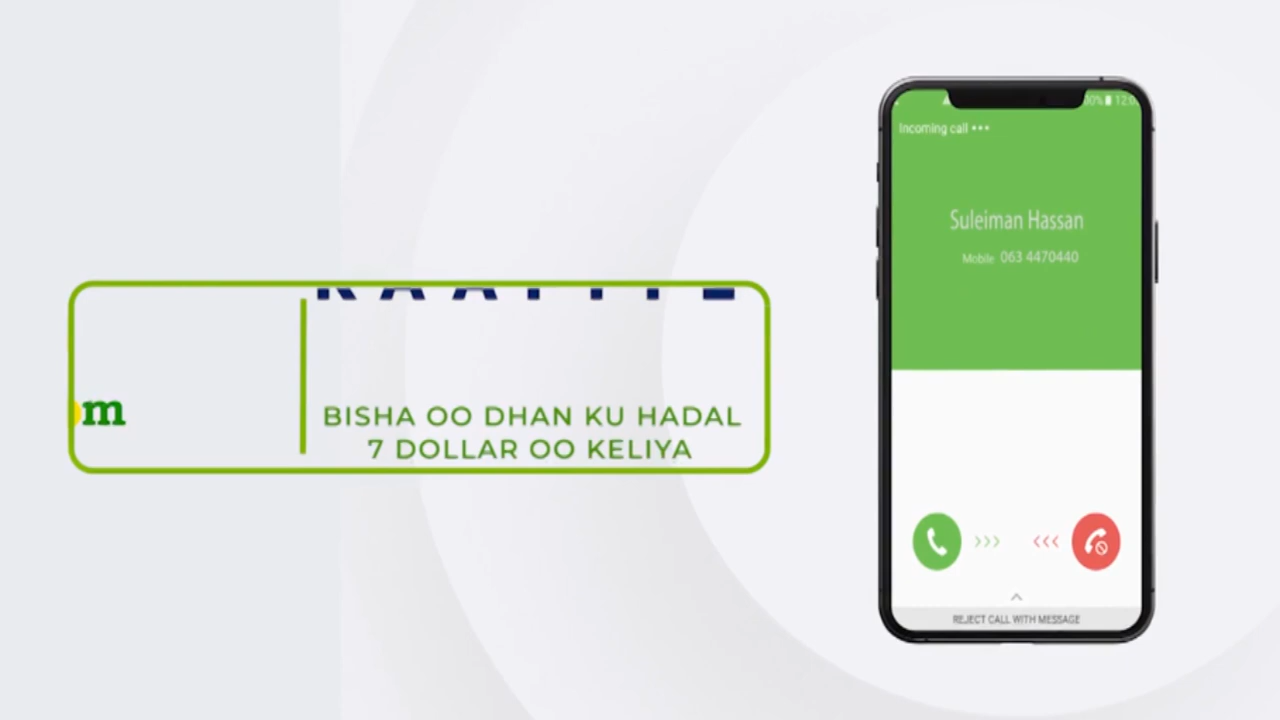 m
BISHA OO DHAN KU HADAL
7 DOLLAR OO KELIYA
Incoming call •••
Suleiman Hassan
Mobile 063 4470440
REJECT CALL WITH MESSAGE